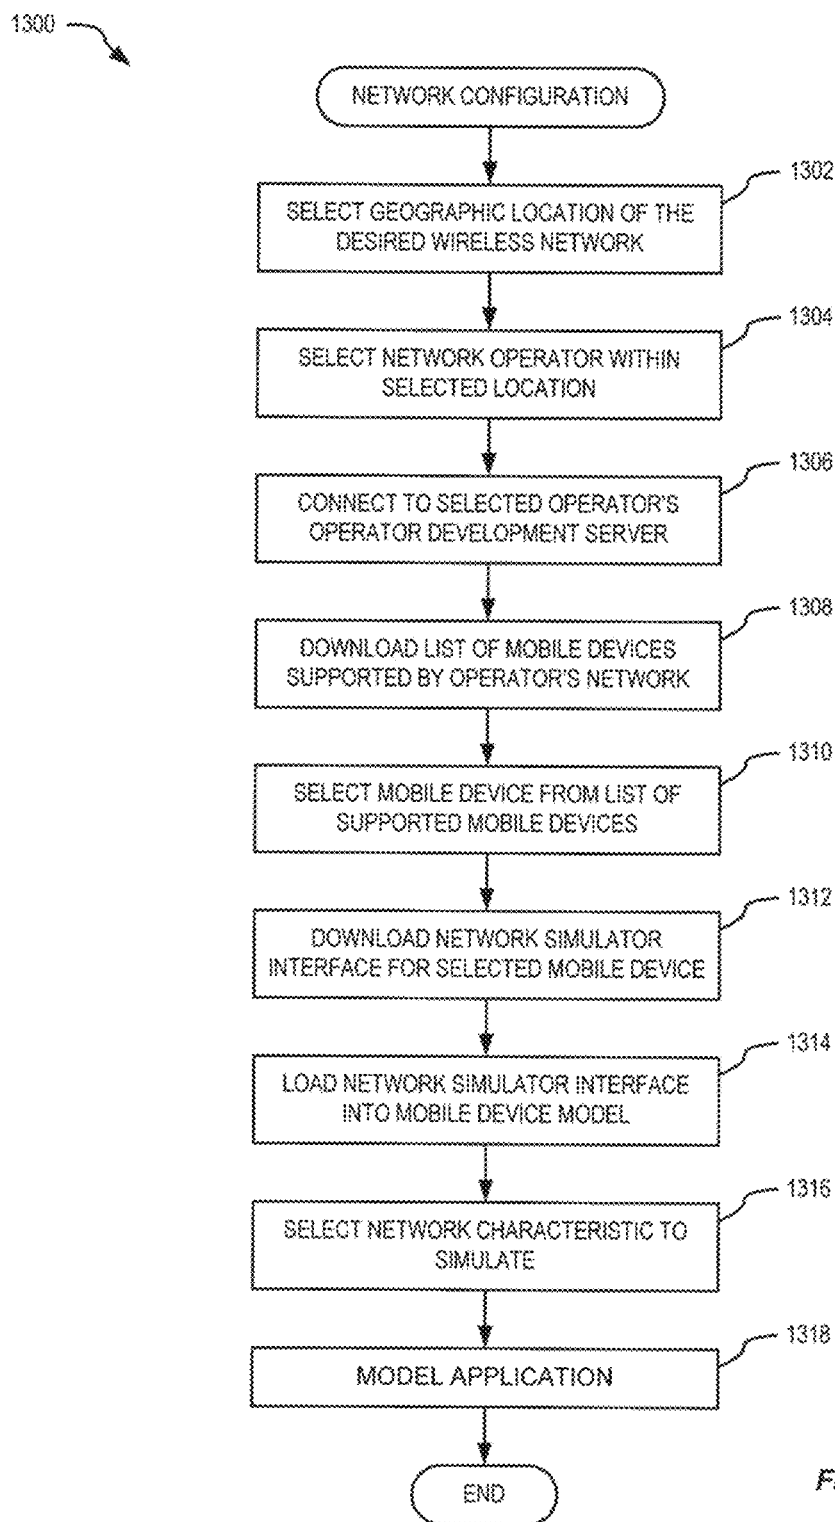 1300
NETWORK CONFIGURATION
1302
SELECT GEOGRAPHIC LOCATION OF THE
DESIRED WIRELESS NETWORK
1304
SELECT NETWORK OPERATOR WITHIN
SELECTED LOCATION
1306
CONNECT TO SELECTED OPERATOR'S
OPERATOR DEVELOPMENT SERVER
1308
DOWNLOAD LIST OF MOBILE DEVICES
SUPPORTED BY OPERATOR'S NETWORK
1310
SELECT MOBILE DEVICE FROM LIST OF
SUPPORTED MOBILE DEVICES
1312
DOWNLOAD NETWORK SIMULATOR
INTERFACE FOR SELECTED MOBILE DEVICE
1314
LOAD NETWORK SIMULATOR INTERFACE
INTO MOBILE DEVICE MODEL
1316
SELECT NETWORK CHARACTERISTIC TO
SIMULATE
1318
MODEL APPLICATION
END